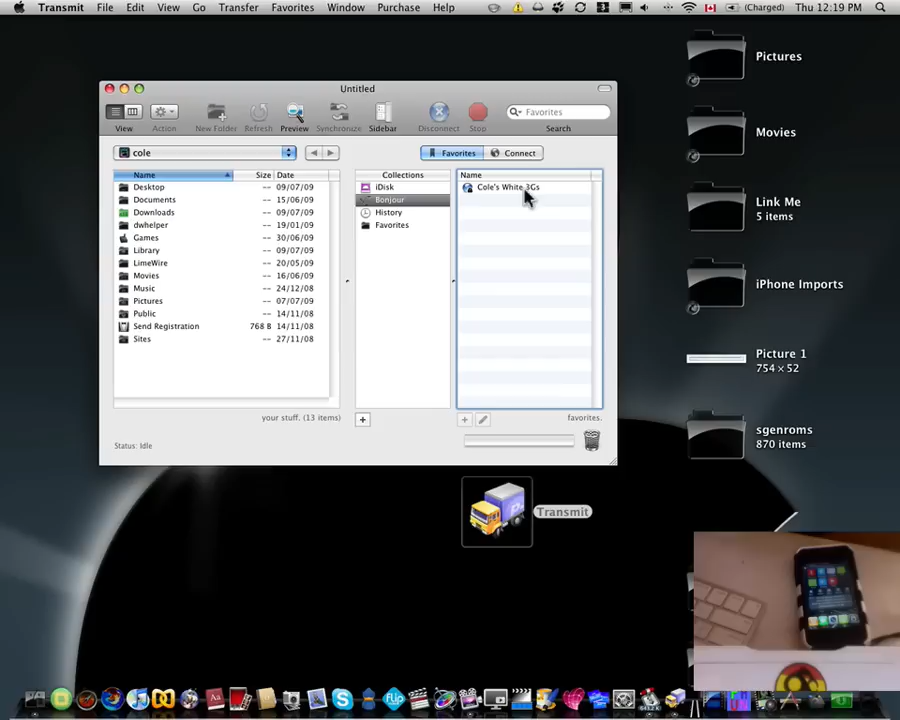 Transmit File Edit View Go Transfer Favorites Window Purchase Help (Charged) Thu 12:19 PM
Untitled
View Action New Folder Refresh Preview Synchronize Sidebar Disconnect Stop Favorites Search
cole Favorites Connect
Name Size Date Collections Name
Desktop -- 09/07/09 iDisk Cole's White 3Gs
Documents -- 15/06/09 Bonjour
Downloads -- 09/07/09 History
dwhelper -- 19/01/09 Favorites
Games -- 30/06/09
Library -- 09/07/09
LimeWire -- 20/05/09
Movies -- 16/06/09
Music -- 24/12/08
Pictures -- 07/07/09
Public -- 14/11/08
Send Registration 768 B 14/11/08
Sites -- 27/11/08
your stuff. (13 items) favorites.
Status: Idle
Transmit
Pictures
Movies
Link Me
5 items
iPhone Imports
Picture 1
754 × 52
sgenroms
870 items
flip